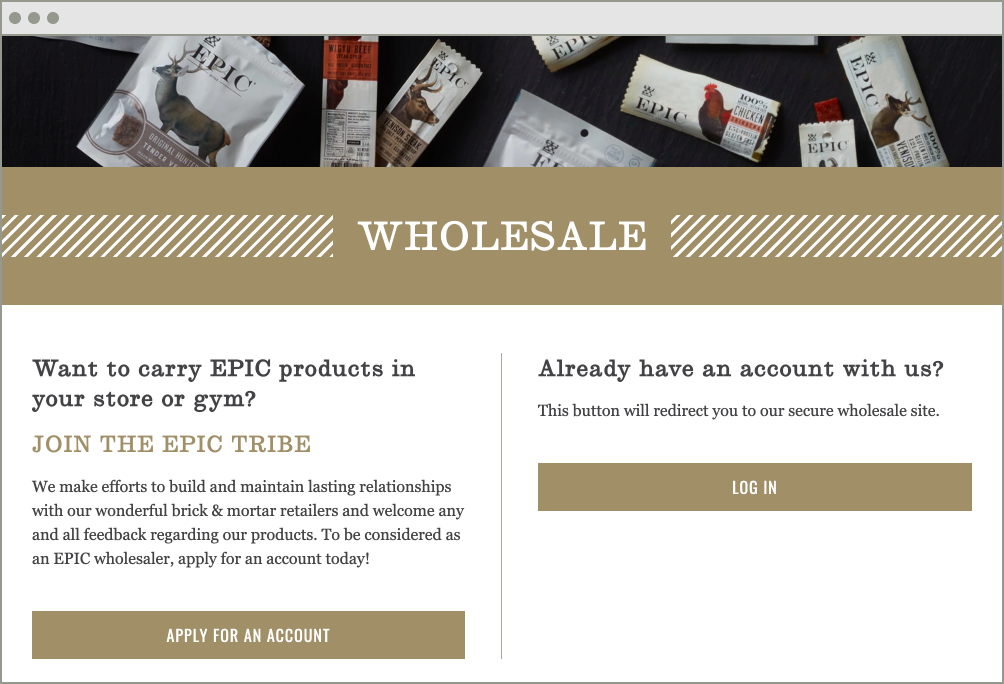 EPIC
ORIGINAL HUNTER
TENDER
WAGYU BEEF
EPIC
VENISON STEAK
EPIC
EPIC
EPIC
100%
CHICKEN
SRIRACHA
EPIC
EPIC
VENISON
WHOLESALE
Want to carry EPIC products in
your store or gym?
JOIN THE EPIC TRIBE
We make efforts to build and maintain lasting relationships
with our wonderful brick & mortar retailers and welcome any
and all feedback regarding our products. To be considered as
an EPIC wholesaler, apply for an account today!
APPLY FOR AN ACCOUNT
Already have an account with us?
This button will redirect you to our secure wholesale site.
LOG IN